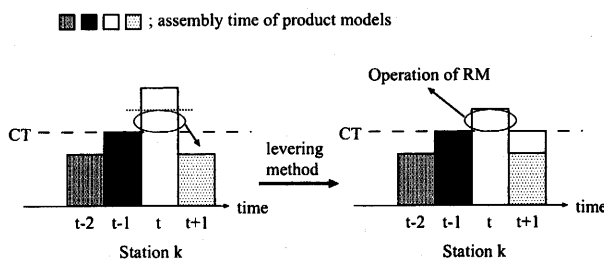 ; assembly time of product models
Operation of RM
CT
CT
levering
method
time
time
t-2 t-1 t t+1
t-2 t-1 t t+1
Station k
Station k